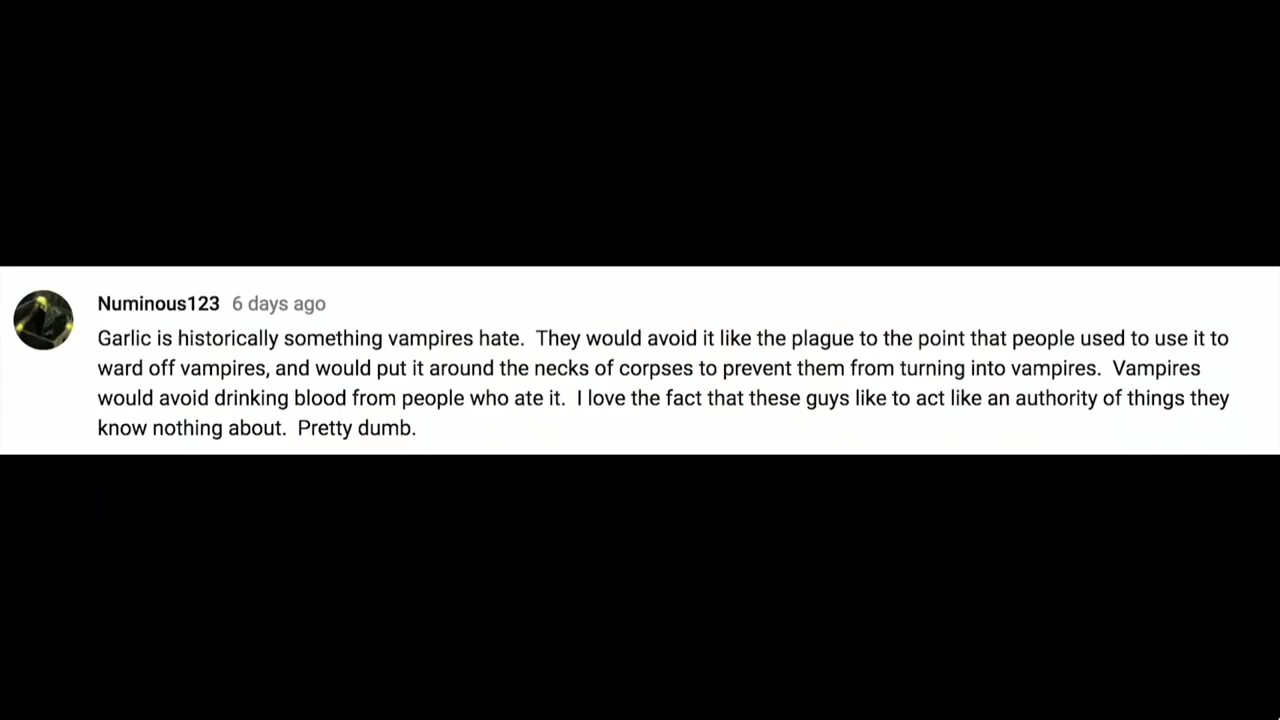 Numinous123 6 days ago
Garlic is historically something vampires hate.  They would avoid it like the plague to the point that people used to use it to
ward off vampires, and would put it around the necks of corpses to prevent them from turning into vampires.  Vampires
would avoid drinking blood from people who ate it.  I love the fact that these guys like to act like an authority of things they
know nothing about.  Pretty dumb.